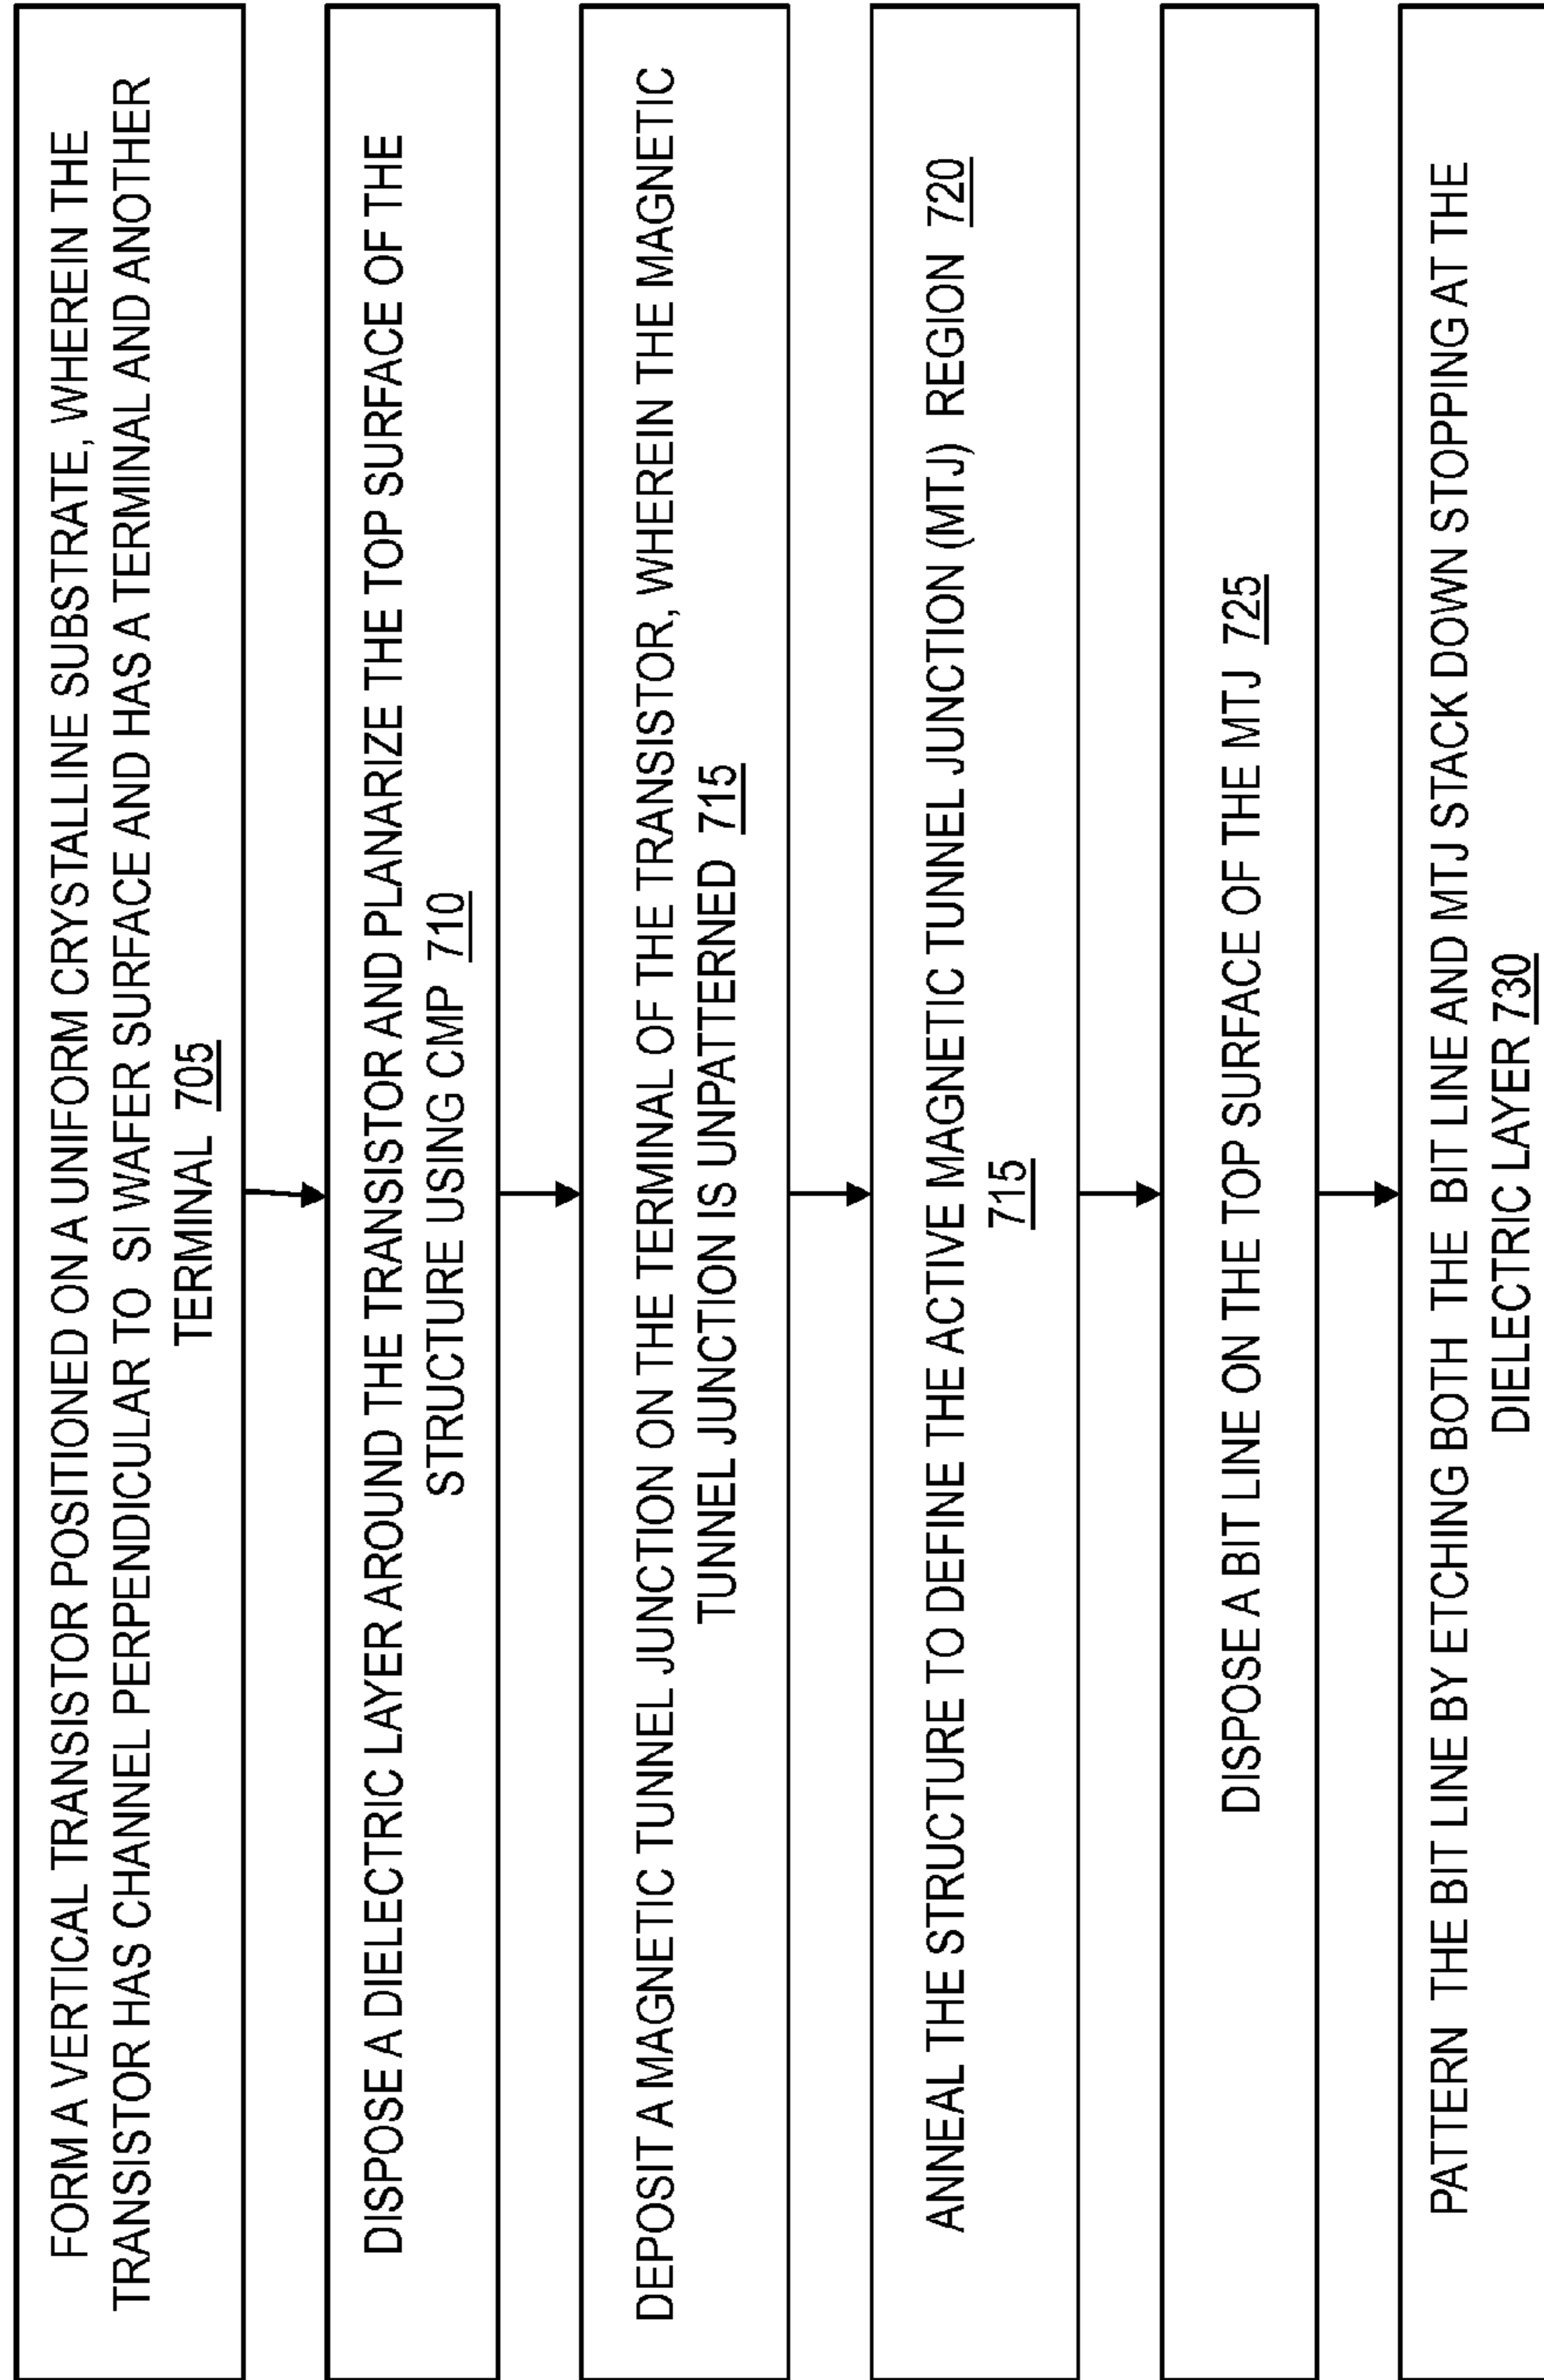 FORM A VERTICAL TRANSISTOR POSITIONED ON A UNIFORM CRYSTALLINE SUBSTRATE, WHEREIN THE
TRANSISTOR HAS CHANNEL PERPENDICULAR TO SI WAFER SURFACE AND HAS A TERMINAL AND ANOTHER
TERMINAL 705
DISPOSE A DIELECTRIC LAYER AROUND THE TRANSISTOR AND PLANARIZE THE TOP SURFACE OF THE
STRUCTURE USING CMP 710
DEPOSIT A MAGNETIC TUNNEL JUNCTION ON THE TERMINAL OF THE TRANSISTOR, WHEREIN THE MAGNETIC
TUNNEL JUNCTION IS UNPATTERNED 715
ANNEAL THE STRUCTURE TO DEFINE THE ACTIVE MAGNETIC TUNNEL JUNCTION (MTJ) REGION 720
715
DISPOSE A BIT LINE ON THE TOP SURFACE OF THE MTJ 725
PATTERN THE BIT LINE BY ETCHING BOTH THE BIT LINE AND MTJ STACK DOWN STOPPING AT THE
DIELECTRIC LAYER 730